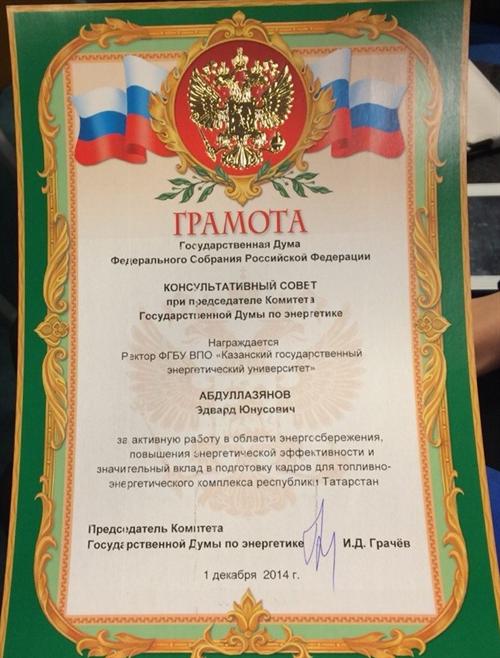 ГРАМОТА
Государственная Дума
Федерального Собрания Российской Федерации
КОНСУЛЬТАТИВНЫЙ СОВЕТ
при председателе Комитета
Государственной Думы по энергетике
Награждается
Ректор ФГБУ ВПО «Казанский государственный
энергетический университет»
АБДУЛЛАЗЯНОВ
Эдвард Юнусович
за активную работу в области энергосбережения,
повышения энергетической эффективности и
значительный вклад в подготовку кадров для топливно-
энергетического комплекса республики Татарстан
Председатель Комитета
Государственной Думы по энергетике И.Д. Грачёв
1 декабря 2014 г.